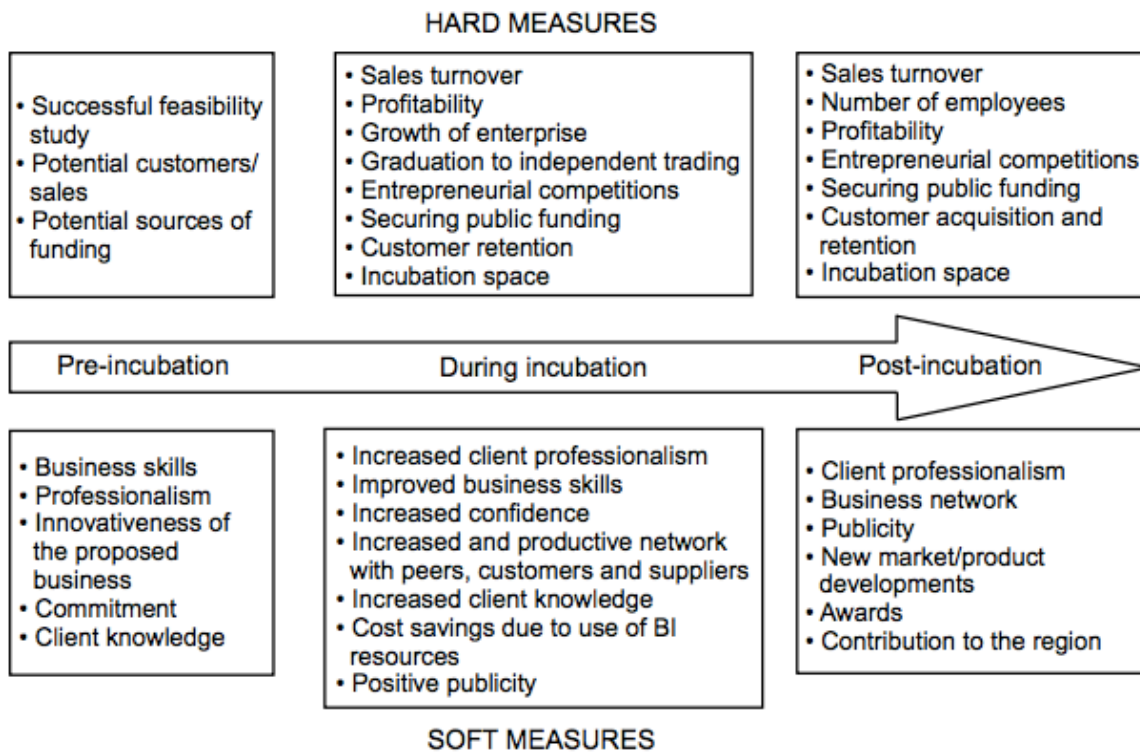 HARD MEASURES
• Successful feasibility
study
• Potential customers/
sales
• Potential sources of
funding
• Sales turnover
• Profitability
• Growth of enterprise
• Graduation to independent trading
• Entrepreneurial competitions
• Securing public funding
• Customer retention
• Incubation space
• Sales turnover
• Number of employees
• Profitability
• Entrepreneurial competitions
• Securing public funding
• Customer acquisition and
retention
• Incubation space
Pre-incubation
During incubation
Post-incubation
• Business skills
• Professionalism
• Innovativeness of
the proposed
business
• Commitment
• Client knowledge
• Increased client professionalism
• Improved business skills
• Increased confidence
• Increased and productive network
with peers, customers and suppliers
• Increased client knowledge
• Cost savings due to use of BI
resources
• Positive publicity
• Client professionalism
• Business network
• Publicity
• New market/product
developments
• Awards
• Contribution to the region
SOFT MEASURES